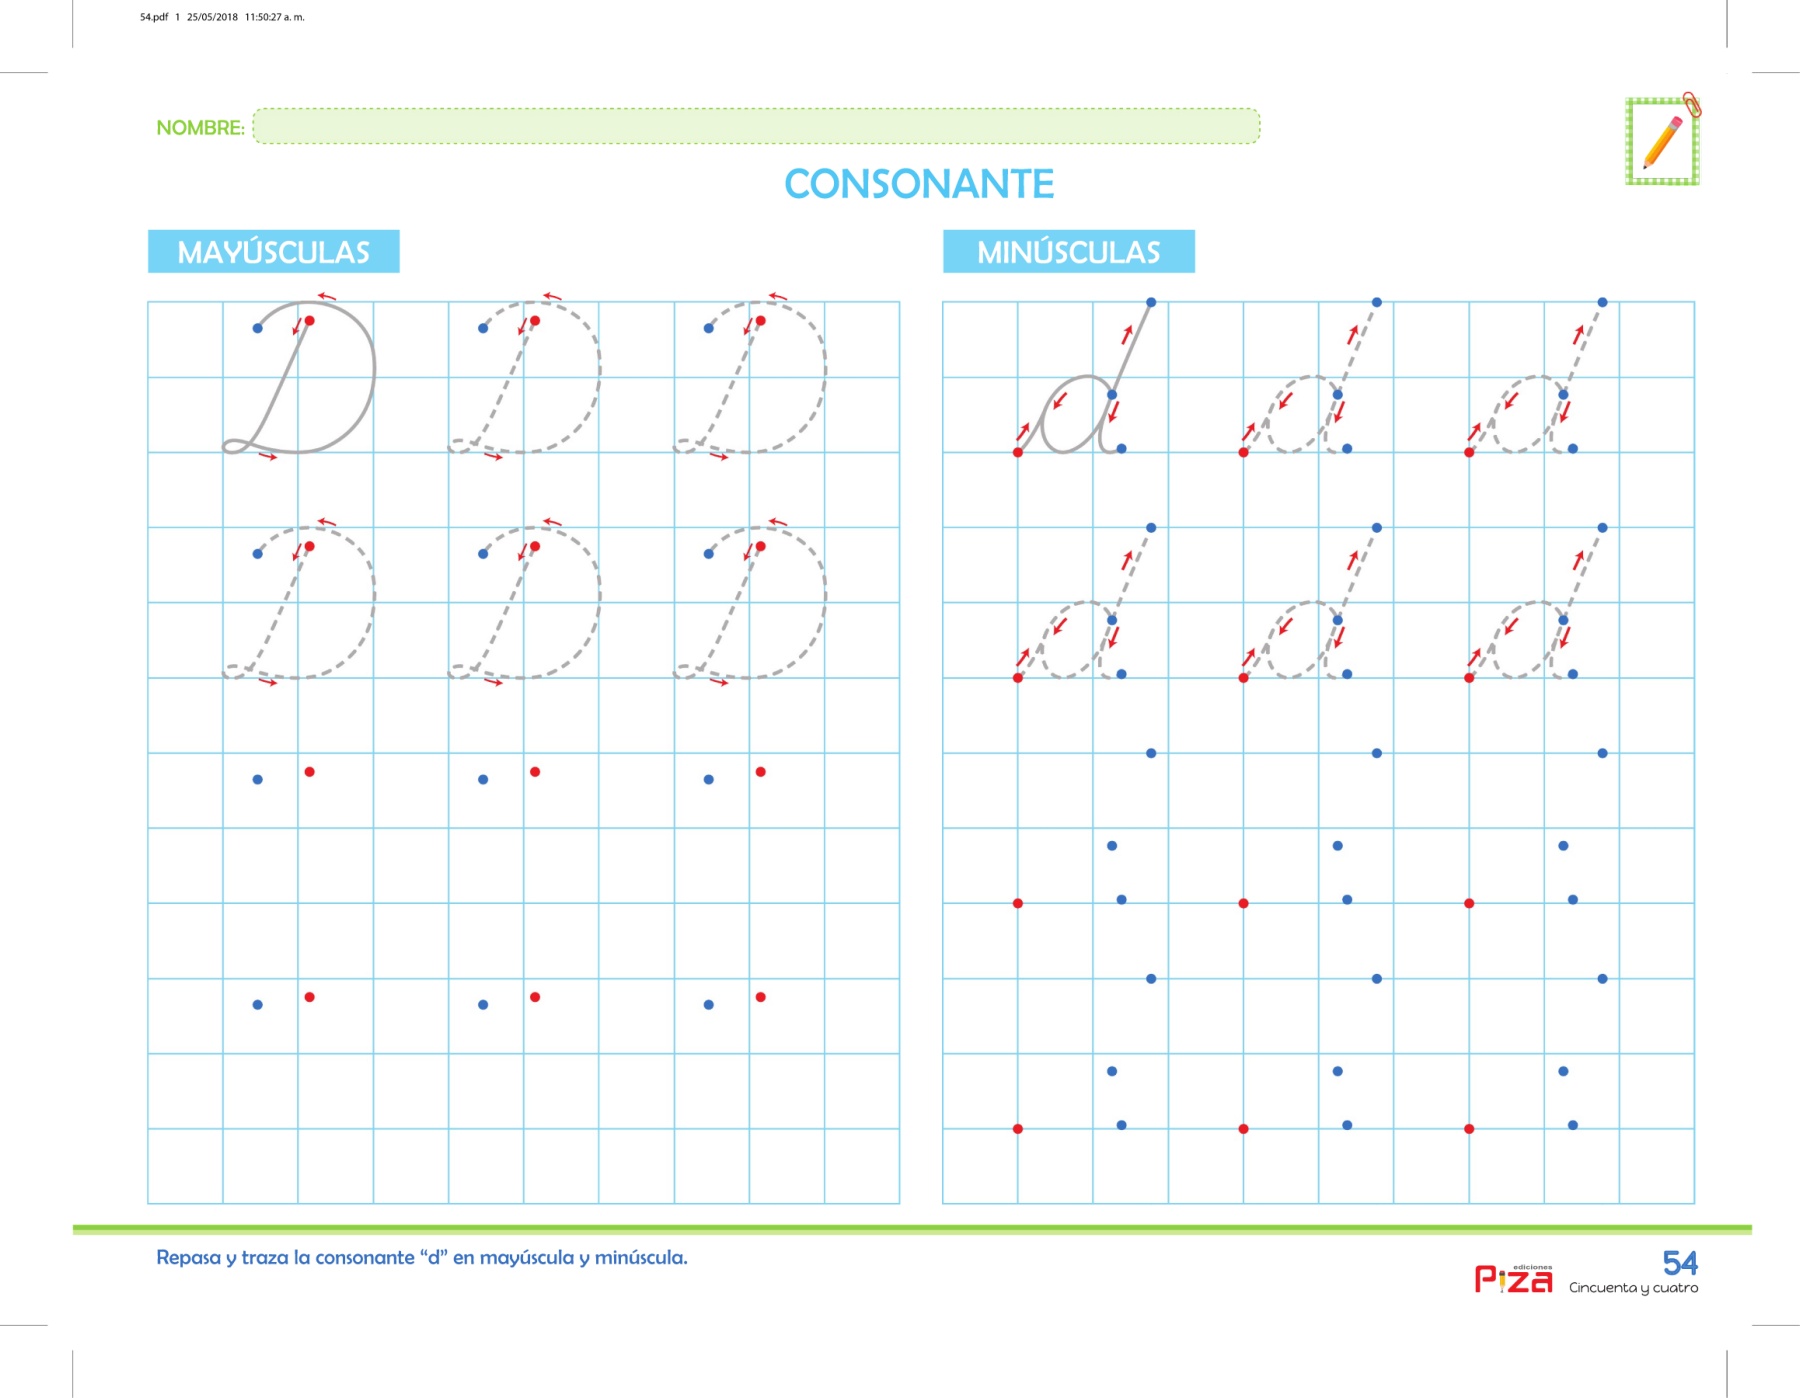 54.pdf 1 25/05/2018 11:50:27 a. m.
NOMBRE:
CONSONANTE
MAYÚSCULAS
MINÚSCULAS
D D D
d d d
D D D
d d d
Repasa y traza la consonante “d” en mayúscula y minúscula.
ediciones
Piza
54
Cincuenta y cuatro